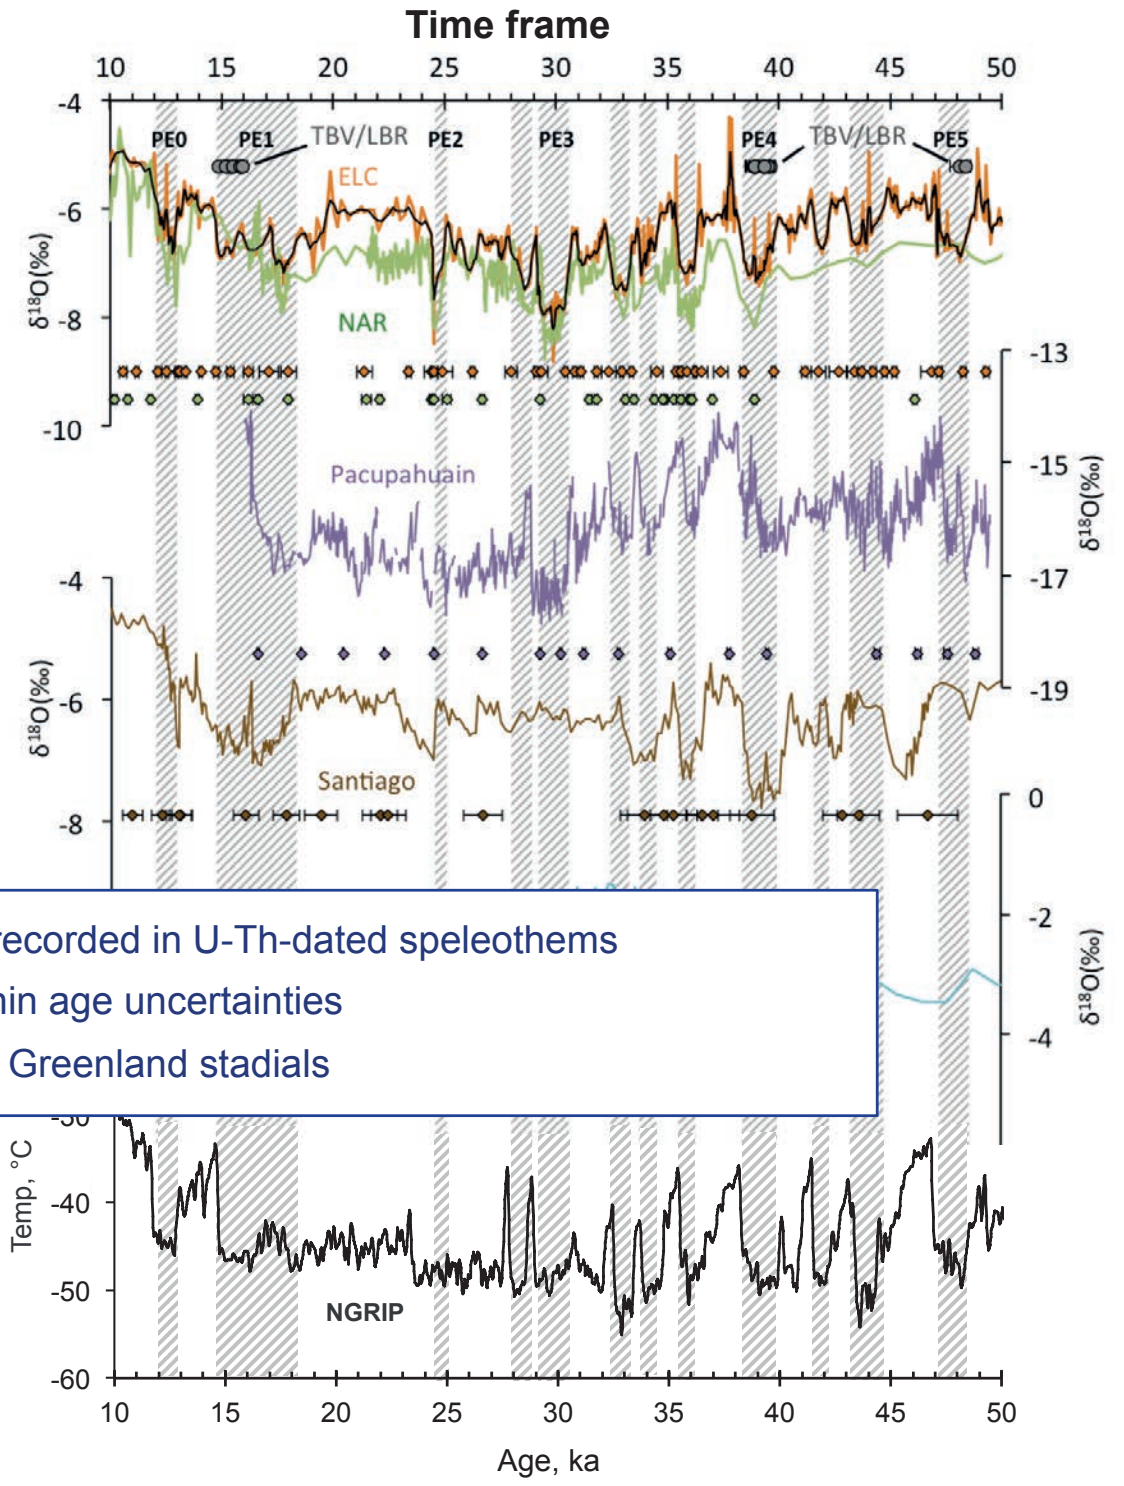 Time frame
10 15 20 25 30 35 40 45 50
-4
PE0 PE1 TBV/LBR PE2 PE3 PE4 TBV/LBR PE5
ELC
-6
δ¹⁸O(‰)
NAR
-8
-13
-10
Pacupahuain
-15
δ¹⁸O(‰)
-4
-17
δ¹⁸O(‰)
-6
-19
Santiago
-8
0
recorded in U-Th-dated speleothems
-2
hin age uncertainties
δ¹⁸O(‰)
Greenland stadials
-4
-30
Temp, °C
-40
-50
NGRIP
-60
10 15 20 25 30 35 40 45 50
Age, ka